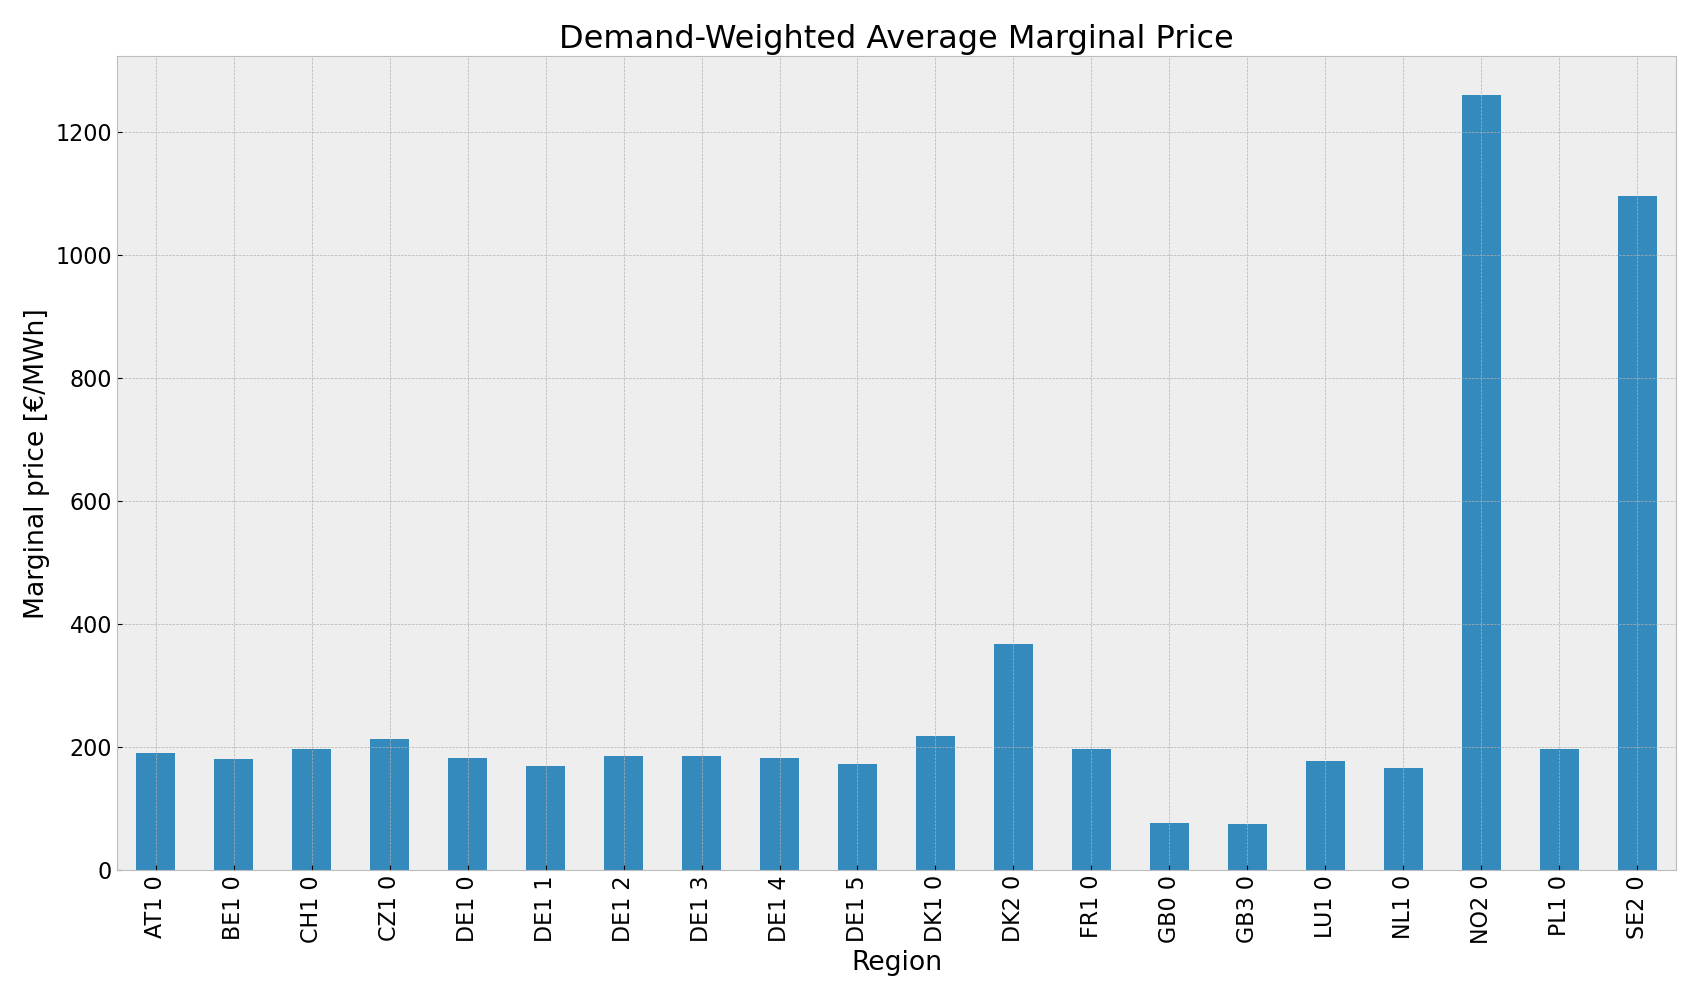 Demand-Weighted Average Marginal Price
Marginal price [€/MWh]
1200
1000
800
600
400
200
0
AT1 0
BE1 0
CH1 0
CZ1 0
DE1 0
DE1 1
DE1 2
DE1 3
DE1 4
DE1 5
DK1 0
DK2 0
FR1 0
GB0 0
GB3 0
LU1 0
NL1 0
NO2 0
PL1 0
SE2 0
Region